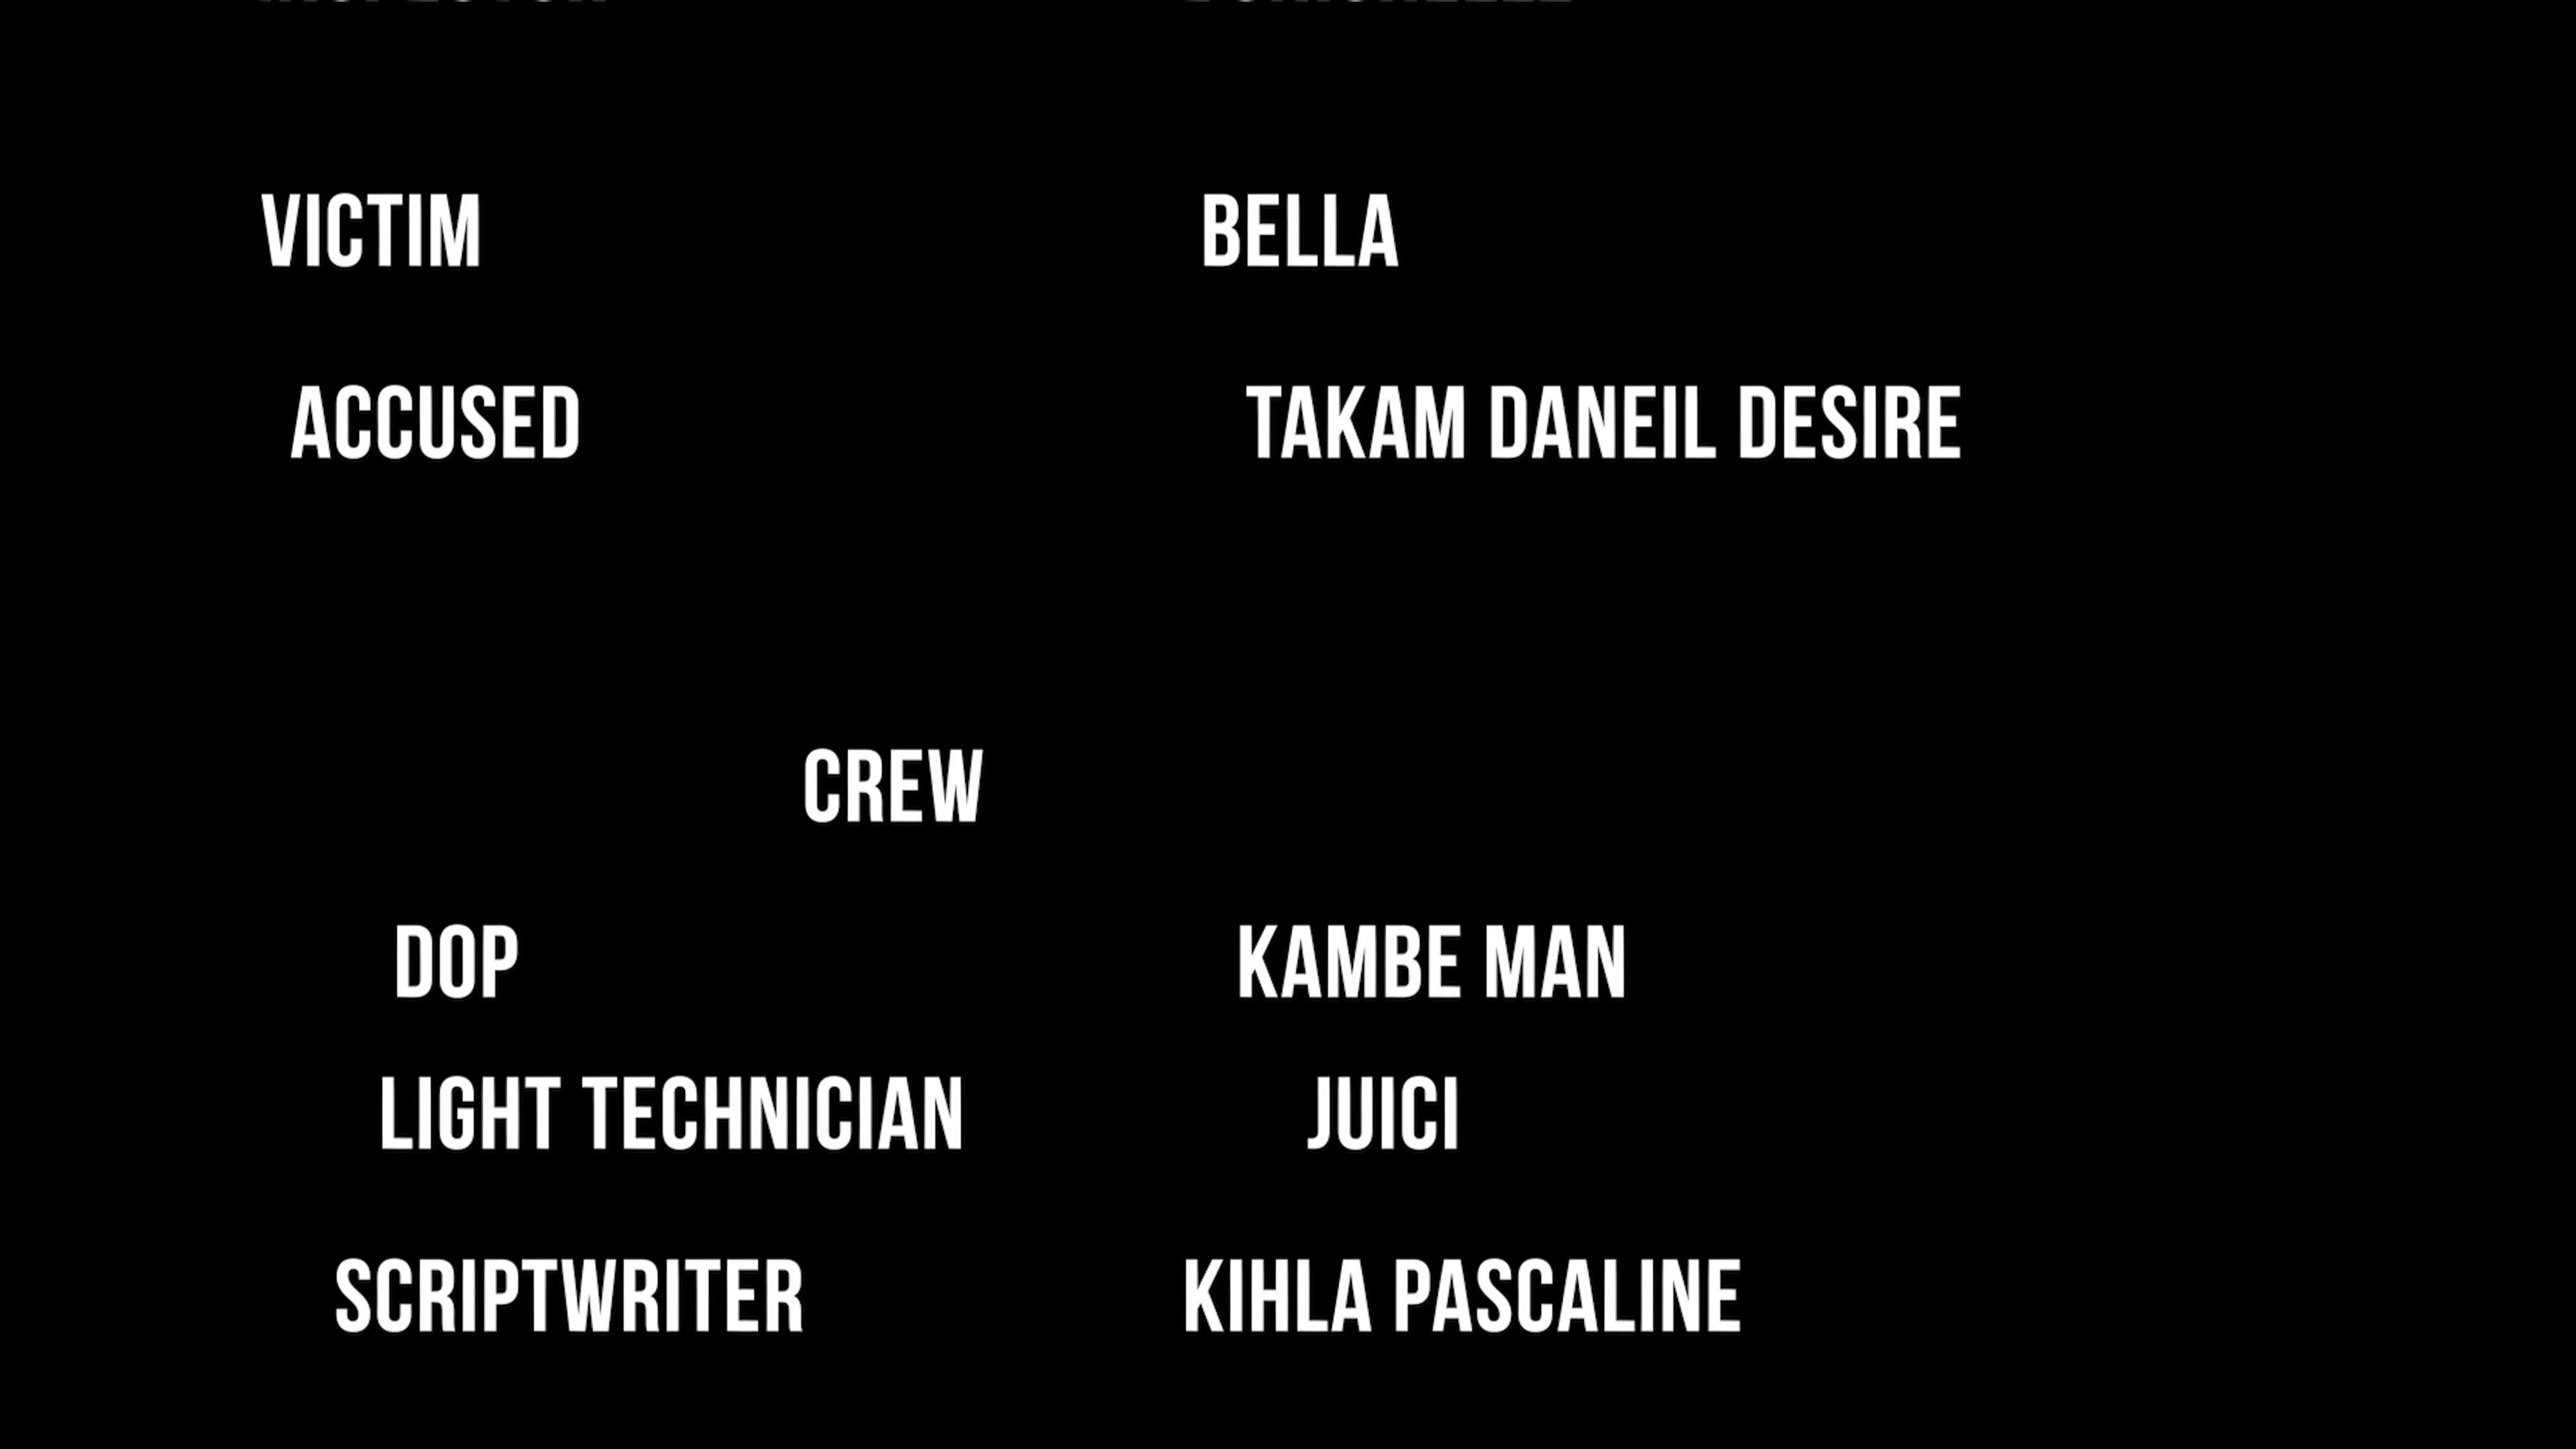 VICTIM BELLA
ACCUSED TAKAM DANEIL DESIRE
CREW
DOP KAMBE MAN
LIGHT TECHNICIAN JUICI
SCRIPTWRITER KIHLA PASCALINE